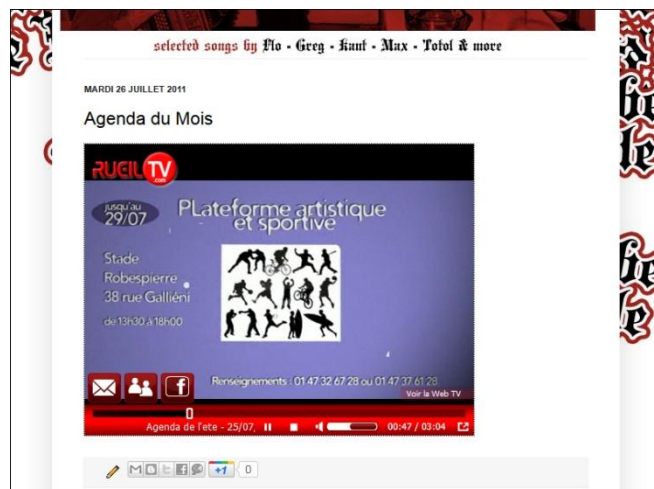 selected songs by Flo - Greg - Kant - Max - Totof & more
MARDI 26 JUILLET 2011
Agenda du Mois
RUEIL TV
.com
jusqu'au
29/07
PLateforme artistique
et sportive
Stade
Robespierre
38 rue Galliéni
de 13h30 à 18h00
Renseignements : 01 47 32 67 28 ou 01 47 37 61 28
Voir la Web TV
Agenda de l'ete - 25/07,
00:47 / 03:04
+1
0